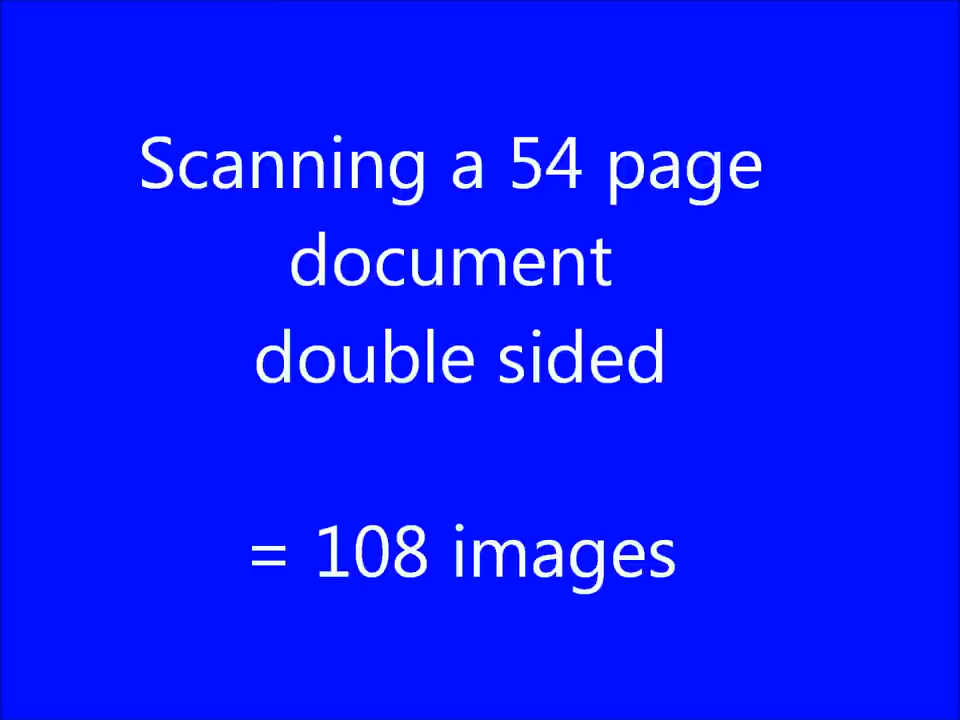 Scanning a 54 page
document
double sided
= 108 images